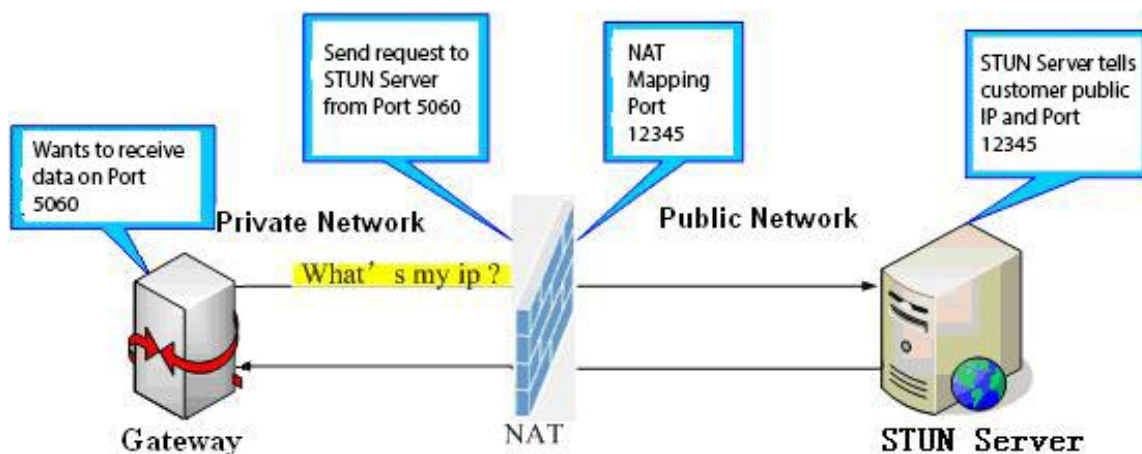 Wants to receive
data on Port
5060
Send request to
STUN Server
from Port 5060
NAT
Mapping
Port
12345
STUN Server tells
customer public
IP and Port
12345
Private Network
Public Network
What's my ip ?
Gateway
NAT
STUN Server